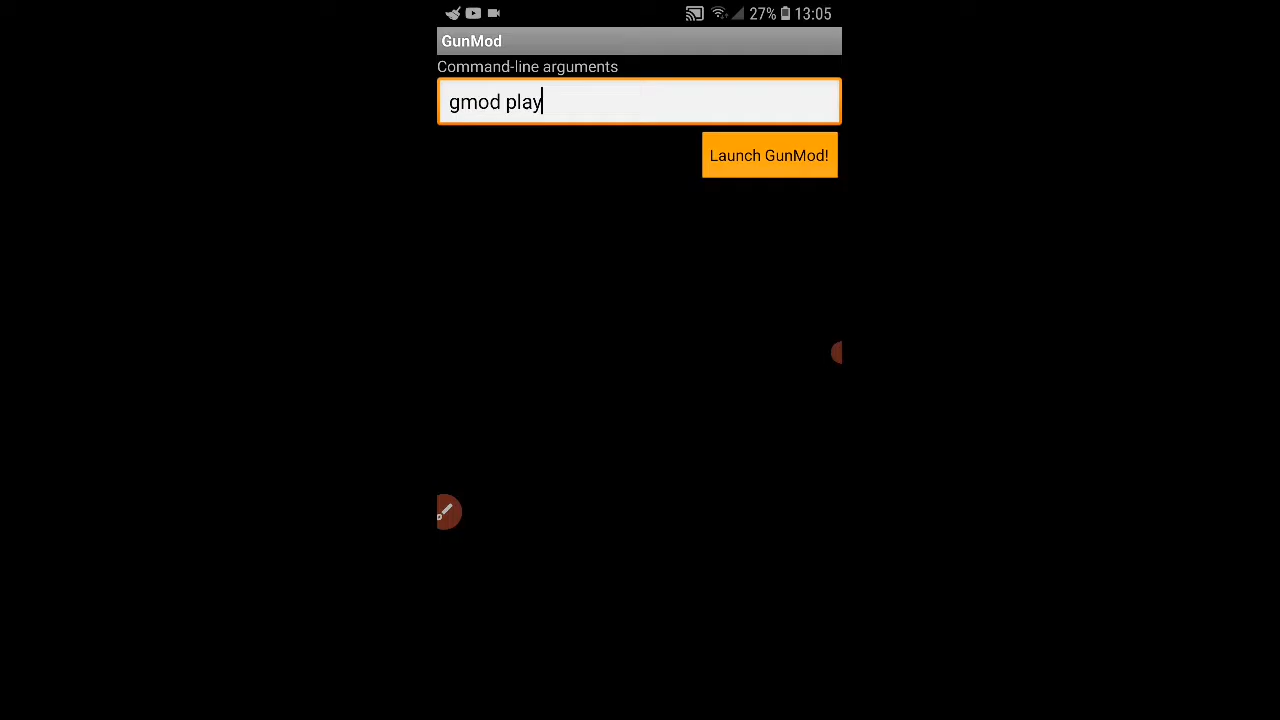 27% 13:05
GunMod
Command-line arguments
gmod play
Launch GunMod!